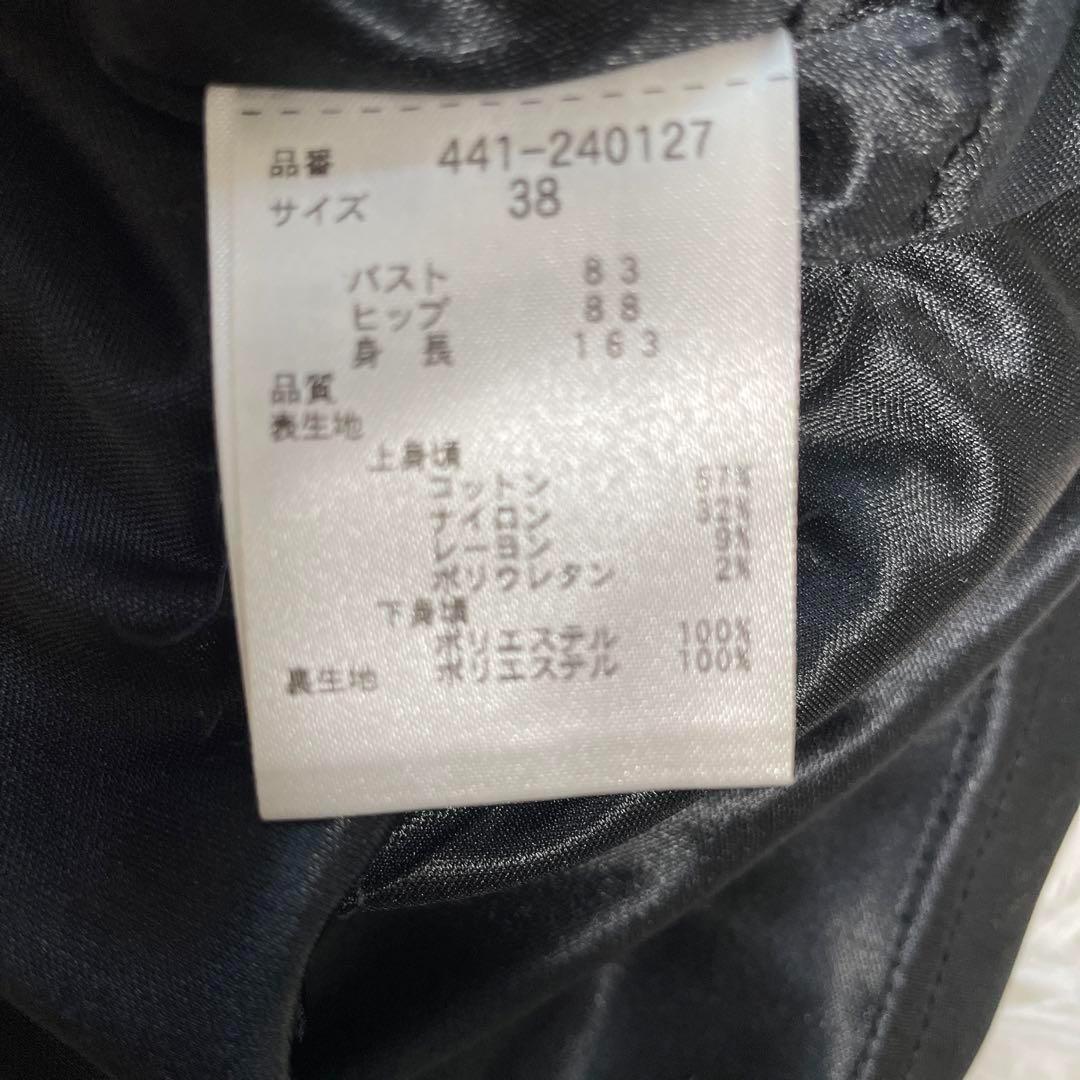 品番 441-240127
サイズ 38
バスト 83
ヒップ 88
身 長 163
品質
表生地
上身頃
コットン 57%
ナイロン 32%
レーヨン 9%
ポリウレタン 2%
下身頃
ポリエステル 100%
裏生地 ポリエステル 100%